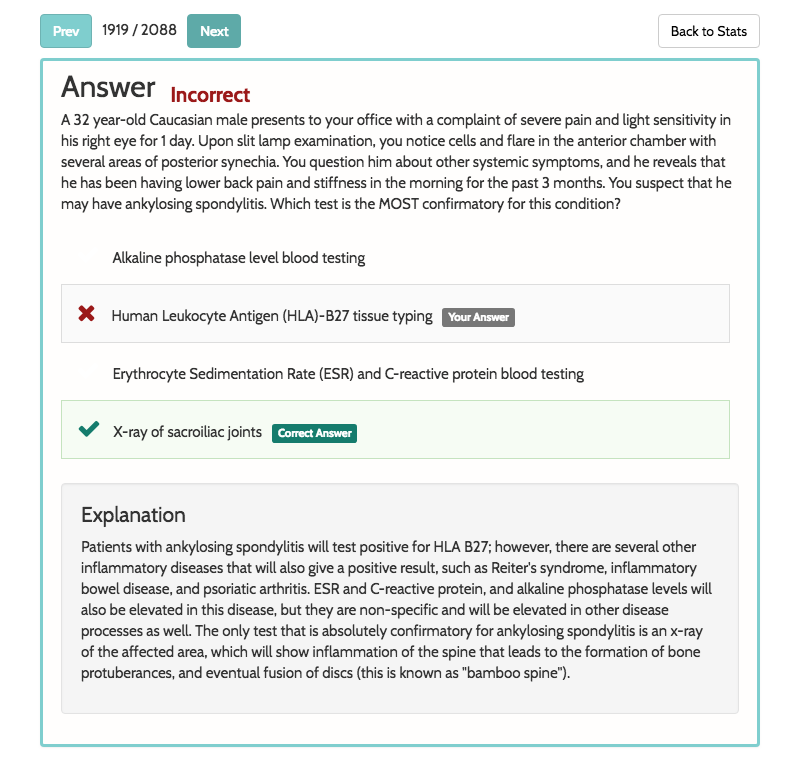 Prev 1919 / 2088 Next Back to Stats
Answer Incorrect
A 32 year-old Caucasian male presents to your office with a complaint of severe pain and light sensitivity in
his right eye for 1 day. Upon slit lamp examination, you notice cells and flare in the anterior chamber with
several areas of posterior synechia. You question him about other systemic symptoms, and he reveals that
he has been having lower back pain and stiffness in the morning for the past 3 months. You suspect that he
may have ankylosing spondylitis. Which test is the MOST confirmatory for this condition?
Alkaline phosphatase level blood testing
Human Leukocyte Antigen (HLA)-B27 tissue typing Your Answer
Erythrocyte Sedimentation Rate (ESR) and C-reactive protein blood testing
X-ray of sacroiliac joints Correct Answer
Explanation
Patients with ankylosing spondylitis will test positive for HLA B27; however, there are several other
inflammatory diseases that will also give a positive result, such as Reiter's syndrome, inflammatory
bowel disease, and psoriatic arthritis. ESR and C-reactive protein, and alkaline phosphatase levels will
also be elevated in this disease, but they are non-specific and will be elevated in other disease
processes as well. The only test that is absolutely confirmatory for ankylosing spondylitis is an x-ray
of the affected area, which will show inflammation of the spine that leads to the formation of bone
protuberances, and eventual fusion of discs (this is known as "bamboo spine").